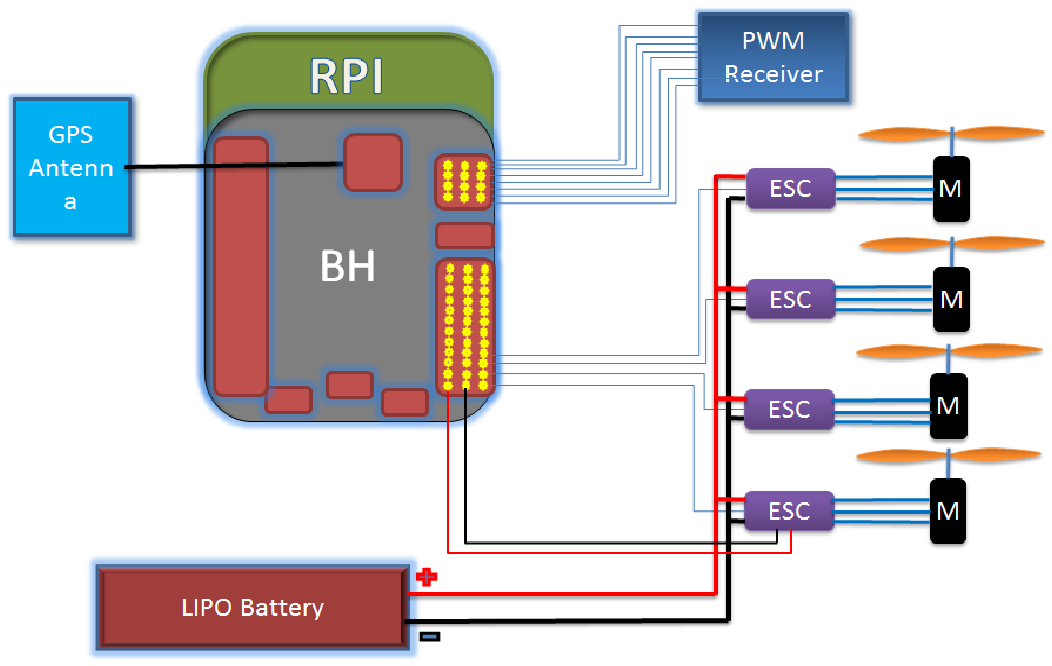 RPI
PWM
Receiver
GPS
Antenn
a
BH
ESC
M
ESC
M
ESC
M
ESC
M
LIPO Battery
+
-